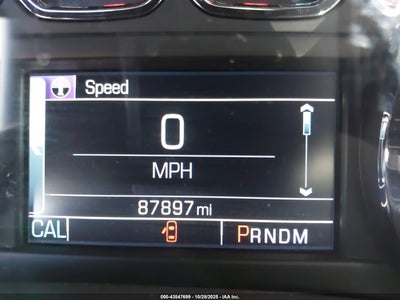 Speed
0
MPH
87897 mi
CAL PRNDM
000-43547699 - 10/28/2025 - IAA Inc.